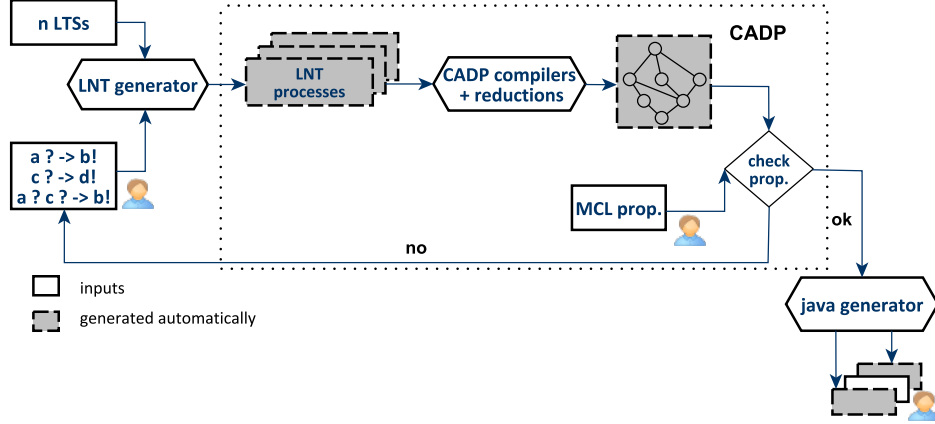 n LTSs
CADP
LNT generator
LNT
processes
CADP compilers
+ reductions
a ? -> b!
c ? -> d!
a ? c ? -> b!
check
prop.
MCL prop.
ok
no
inputs
generated automatically
java generator